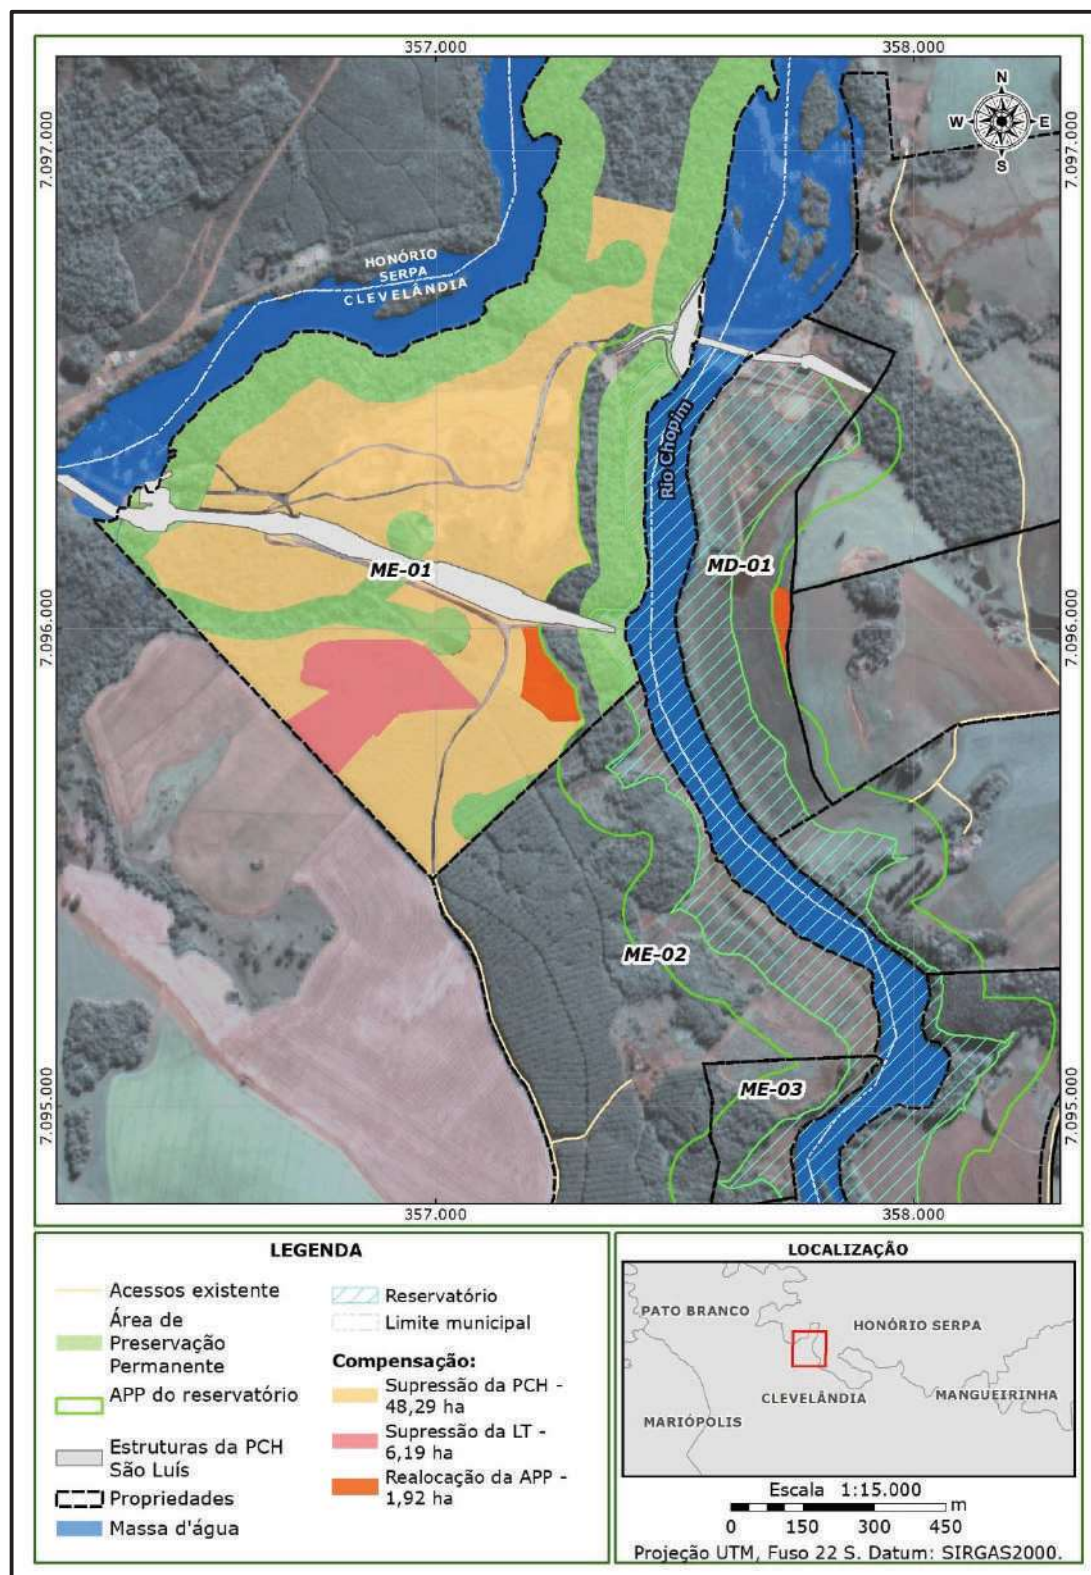 357.000
358.000
7.097.000
7.097.000
N
W
E
S
HONÓRIO
SERPA
CLEVELÂNDIA
Rio Chopim
ME-01
MD-01
7.096.000
7.096.000
ME-02
ME-03
7.095.000
7.095.000
357.000
358.000
LEGENDA
Acessos existente
Área de
Preservação
Permanente
APP do reservatório
Estruturas da PCH
São Luís
Propriedades
Massa d'água
Reservatório
Limite municipal
Compensação:
Supressão da PCH -
48,29 ha
Supressão da LT -
6,19 ha
Realocação da APP -
1,92 ha
LOCALIZAÇÃO
PATO BRANCO
HONÓRIO SERPA
CLEVELÂNDIA
MANGUEIRINHA
MARIÓPOLIS
Escala 1:15.000
m
0 150 300 450
Projeção UTM, Fuso 22 S. Datum: SIRGAS2000.